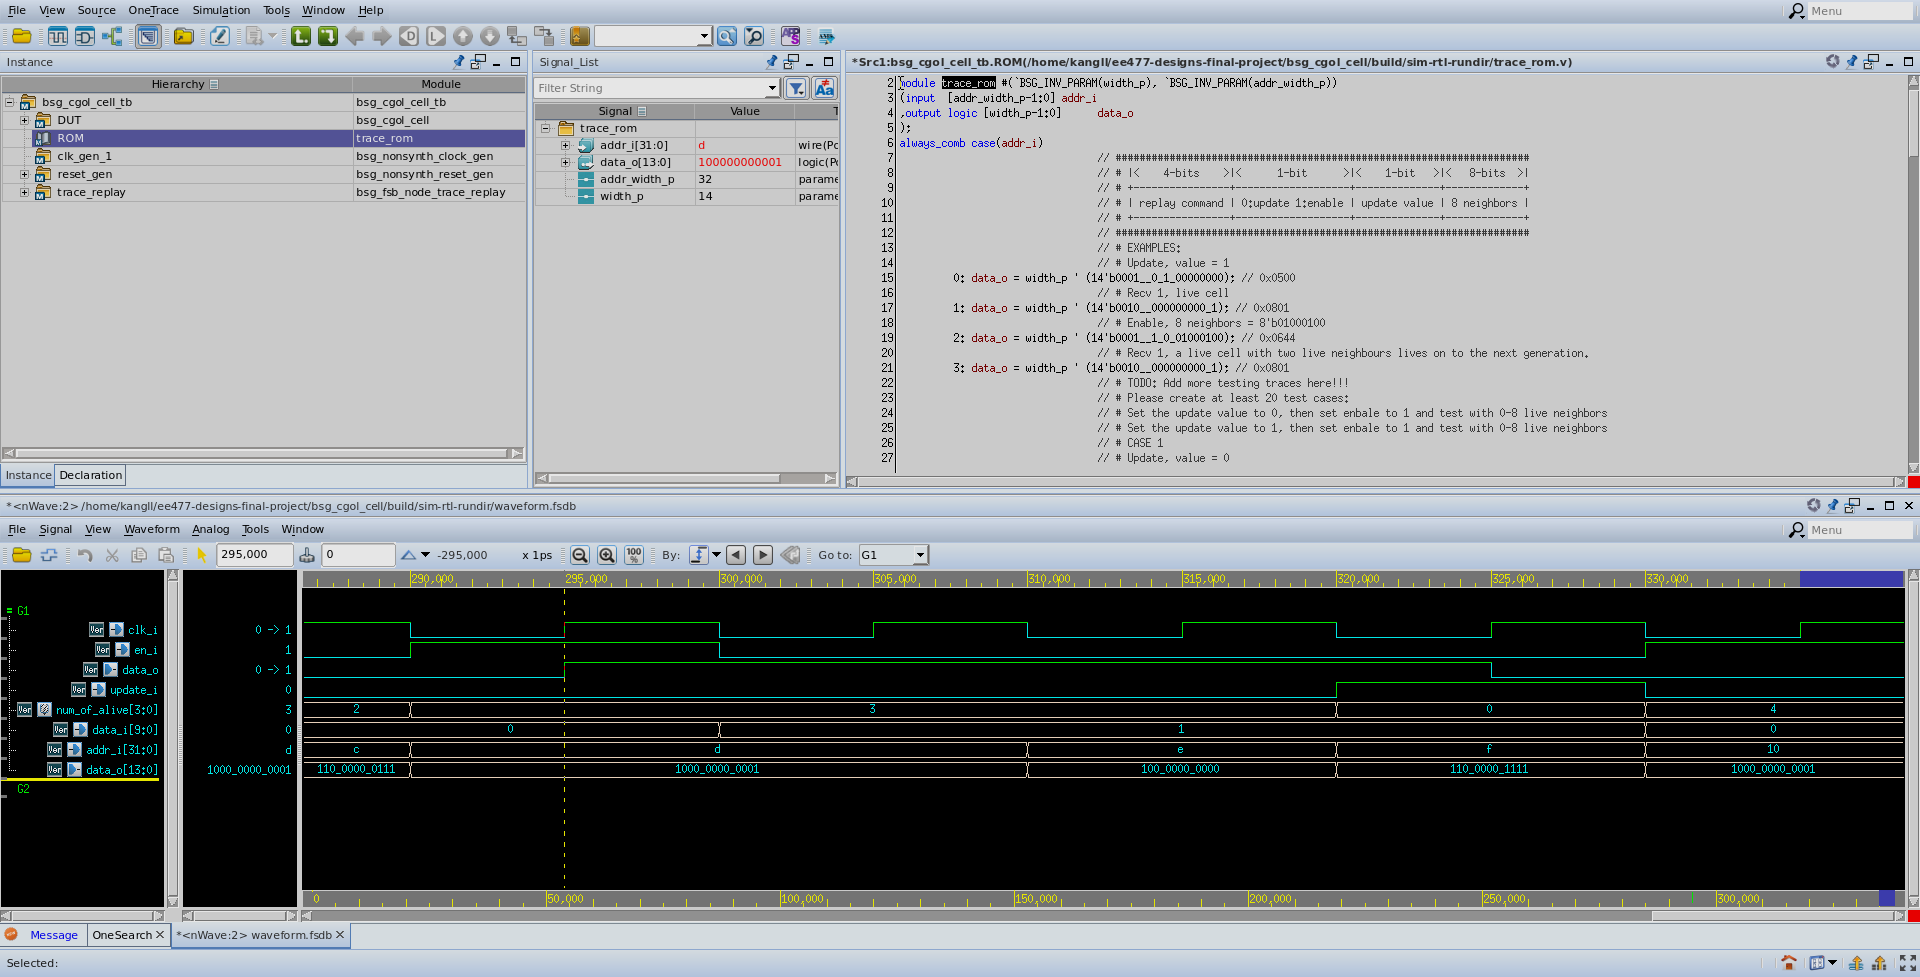 File View Source OneTrace Simulation Tools Window Help
Menu
Instance
Hierarchy Module
bsg_cgol_cell_tb bsg_cgol_cell_tb
DUT bsg_cgol_cell
ROM trace_rom
clk_gen_1 bsg_nonsynth_clock_gen
reset_gen bsg_nonsynth_reset_gen
trace_replay bsg_fsb_node_trace_replay
Instance Declaration
Signal_List
Filter String
Signal Value T
trace_rom
addr_i[31:0] d wire(Po
data_o[13:0] 100000000001 logic(Po
addr_width_p 32 parame
width_p 14 parame
*Src1:bsg_cgol_cell_tb.ROM(/home/kangll/ee477-designs-final-project/bsg_cgol_cell/build/sim-rtl-rundir/trace_rom.v)
2 module trace_rom #(`BSG_INV_PARAM(width_p), `BSG_INV_PARAM(addr_width_p))
3 (input [addr_width_p-1:0] addr_i
4 ,output logic [width_p-1:0] data_o
5 );
6 always_comb case(addr_i)
7 // #####################################################################
8 // # |< 4-bits >|< 1-bit >|< 1-bit >|< 8-bits >|
9 // # +----------------+-------------------+--------------+-------------+
10 // # | replay command | 0:update 1:enable | update value | 8 neighbors |
11 // # +----------------+-------------------+--------------+-------------+
12 // #####################################################################
13 // # EXAMPLES:
14 // # Update, value = 1
15 0: data_o = width_p ' (14'b0001__0_1_00000000); // 0x0500
16 // # Recv 1, live cell
17 1: data_o = width_p ' (14'b0010__000000000_1); // 0x0801
18 // # Enable, 8 neighbors = 8'b01000100
19 2: data_o = width_p ' (14'b0001__1_0_01000100); // 0x0644
20 // # Recv 1, a live cell with two live neighbours lives on to the next generation.
21 3: data_o = width_p ' (14'b0010__000000000_1); // 0x0801
22 // # TODO: Add more testing traces here!!!
23 // # Please create at least 20 test cases:
24 // # Set the update value to 0, then set enbale to 1 and test with 0-8 live neighbors
25 // # Set the update value to 1, then set enbale to 1 and test with 0-8 live neighbors
26 // # CASE 1
27 // # Update, value = 0
*<nWave:2> /home/kangll/ee477-designs-final-project/bsg_cgol_cell/build/sim-rtl-rundir/waveform.fsdb
File Signal View Waveform Analog Tools Window
Menu
295,000 0 -295,000 x 1ps 100% By: Go to: G1
290,000 295,000 300,000 305,000 310,000 315,000 320,000 325,000 330,000
G1
clk_i 0 -> 1
en_i 1
data_o 0 -> 1
update_i 0
num_of_alive[3:0] 3 2 3 0 4
data_i[9:0] 0 0 1 0
addr_i[31:0] d c d e f 10
data_o[13:0] 1000_0000_0001 110_0000_0111 1000_0000_0001 100_0000_0000 110_0000_1111 1000_0000_0001
G2
0 50,000 100,000 150,000 200,000 250,000 300,000
Message OneSearch *<nWave:2> waveform.fsdb
Selected: